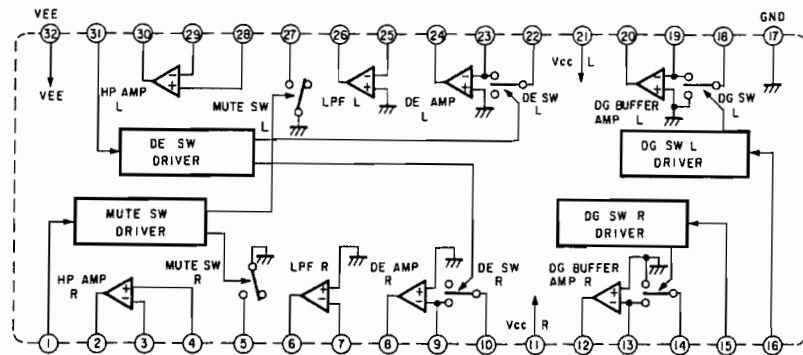 VEE
GND
32 31 30 29 28 27 26 25 24 23 22 21 20 19 18 17
VEE
HP AMP L
MUTE SW L
LPF L
DE AMP L
DE SW L
Vcc L
DG BUFFER AMP L
DG SW L
DE SW DRIVER
DG SW L DRIVER
MUTE SW DRIVER
DG SW R DRIVER
HP AMP R
MUTE SW R
LPF R
DE AMP R
DE SW R
Vcc R
DG BUFFER AMP R
1 2 3 4 5 6 7 8 9 10 11 12 13 14 15 16